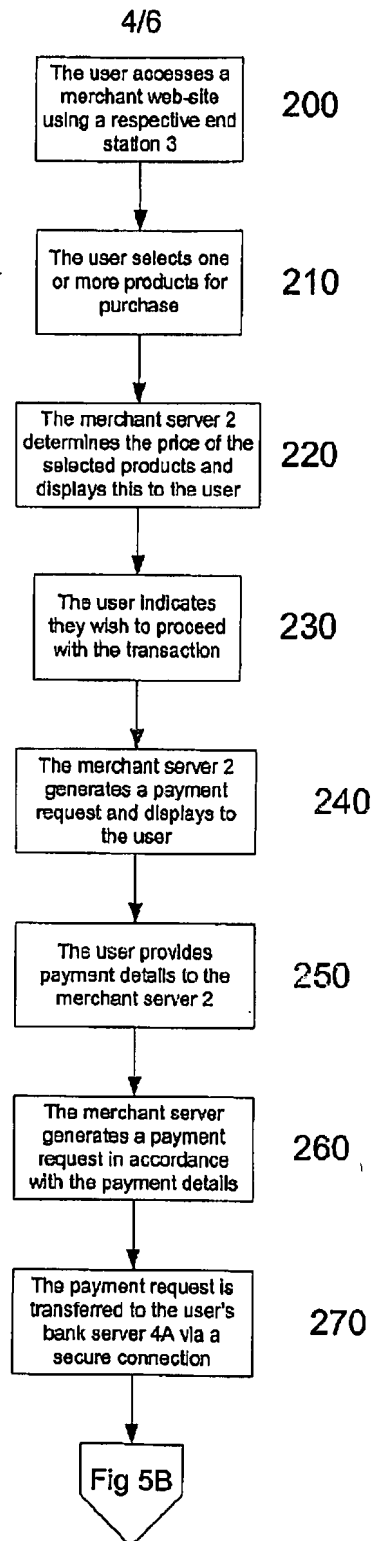 4/6
The user accesses a
merchant web-site
using a respective end
station 3
200
The user selects one
or more products for
purchase
210
The merchant server 2
determines the price of the
selected products and
displays this to the user
220
The user indicates
they wish to proceed
with the transaction
230
The merchant server 2
generates a payment
request and displays to
the user
240
The user provides
payment details to the
merchant server 2
250
The merchant server
generates a payment
request in accordance
with the payment details
260
The payment request is
transferred to the user's
bank server 4A via a
secure connection
270
Fig 5B